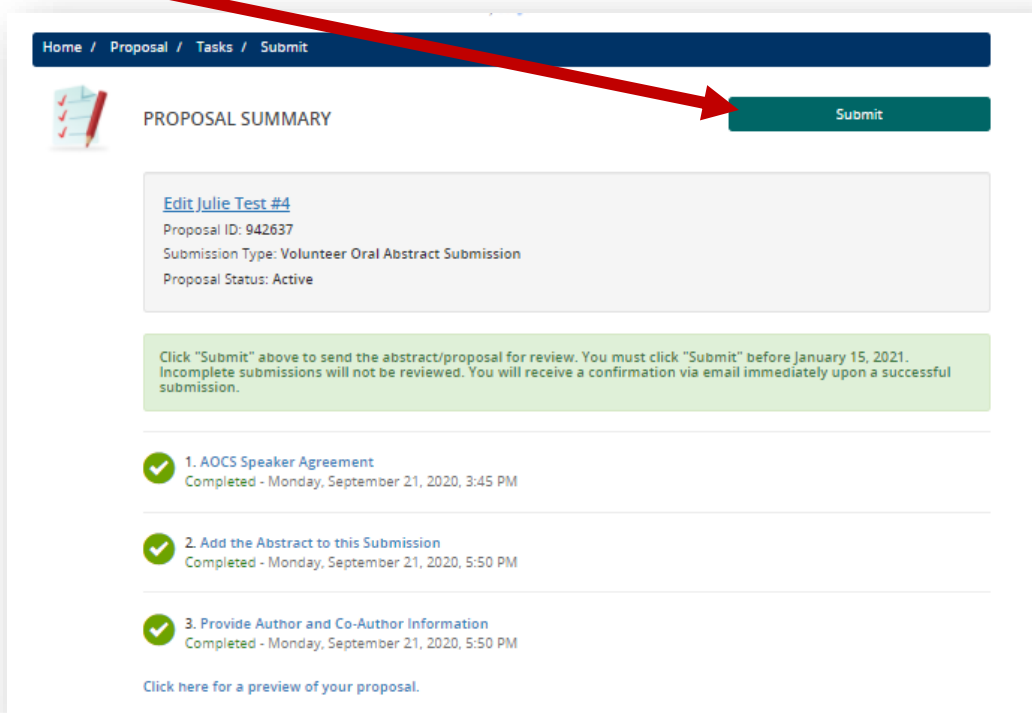 Home / Proposal / Tasks / Submit
PROPOSAL SUMMARY
Submit
Edit Julie Test #4
Proposal ID: 942637
Submission Type: Volunteer Oral Abstract Submission
Proposal Status: Active
Click "Submit" above to send the abstract/proposal for review. You must click "Submit" before January 15, 2021.
Incomplete submissions will not be reviewed. You will receive a confirmation via email immediately upon a successful
submission.
1. AOCS Speaker Agreement
Completed - Monday, September 21, 2020, 3:45 PM
2. Add the Abstract to this Submission
Completed - Monday, September 21, 2020, 5:50 PM
3. Provide Author and Co-Author Information
Completed - Monday, September 21, 2020, 5:50 PM
Click here for a preview of your proposal.